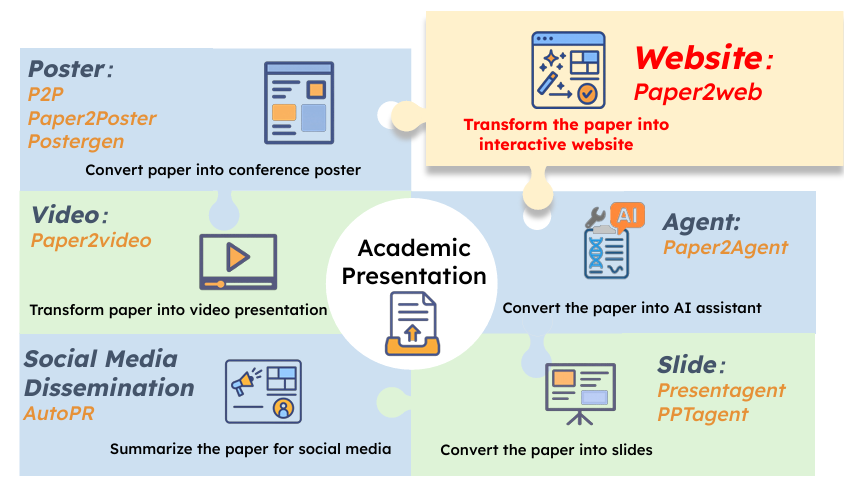 Poster:
P2P
Paper2Poster
Postergen
Convert paper into conference poster
Website:
Paper2web
Transform the paper into
interactive website
Video:
Paper2video
Transform paper into video presentation
Academic
Presentation
AI
Agent:
Paper2Agent
Convert the paper into AI assistant
Social Media
Dissemination
AutoPR
Summarize the paper for social media
Slide:
Presentagent
PPTagent
Convert the paper into slides